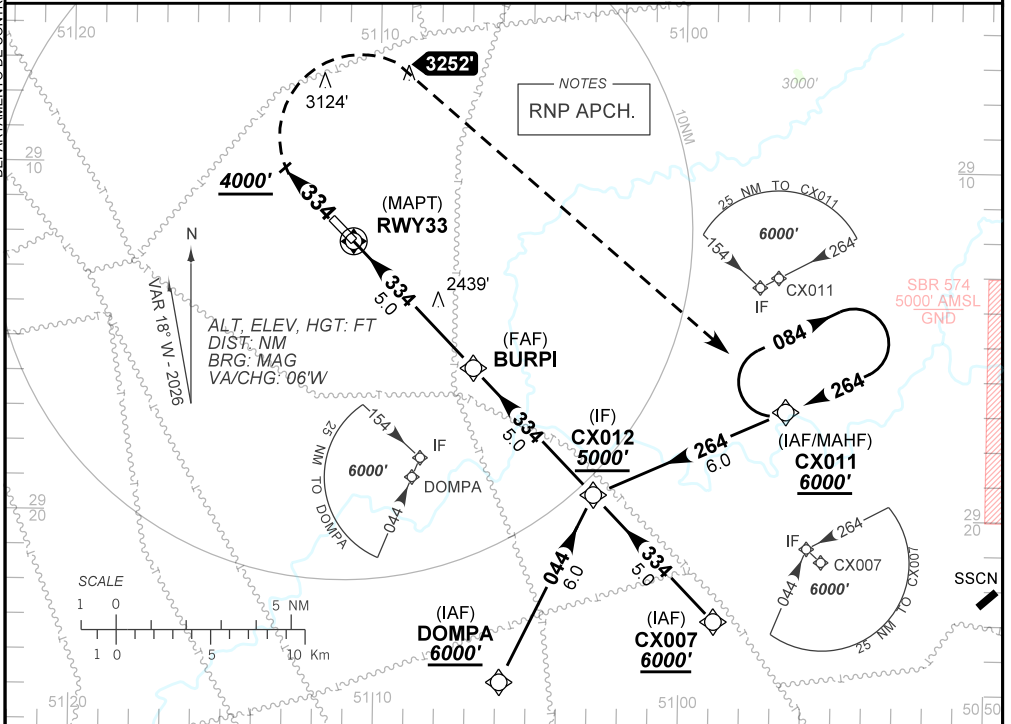 51 20
51 10
51 00
3252'
3124'
NOTES
RNP APCH.
3000'
10NM
29
10
29
10
4000'
334
(MAPT)
RWY33
25 NM TO CX011
6000'
154
264
CX011
IF
N
VAR 18° W - 2026
334
5.0
2439'
ALT, ELEV, HGT: FT
DIST: NM
BRG: MAG
VA/CHG: 06'W
SBR 574
5000' AMSL
GND
(FAF)
BURPI
084
264
334
5.0
(IF)
CX012
5000'
264
6.0
(IAF/MAHF)
CX011
6000'
154
IF
6000'
DOMPA
044
25 NM TO DOMPA
29
20
29
20
264
IF
CX007
6000'
044
25 NM TO CX007
SSCN
044
6.0
334
5.0
SCALE
1 0 5 NM
1 0 5 10 Km
(IAF)
DOMPA
6000'
(IAF)
CX007
6000'
51 20
51 10
51 00
50 50